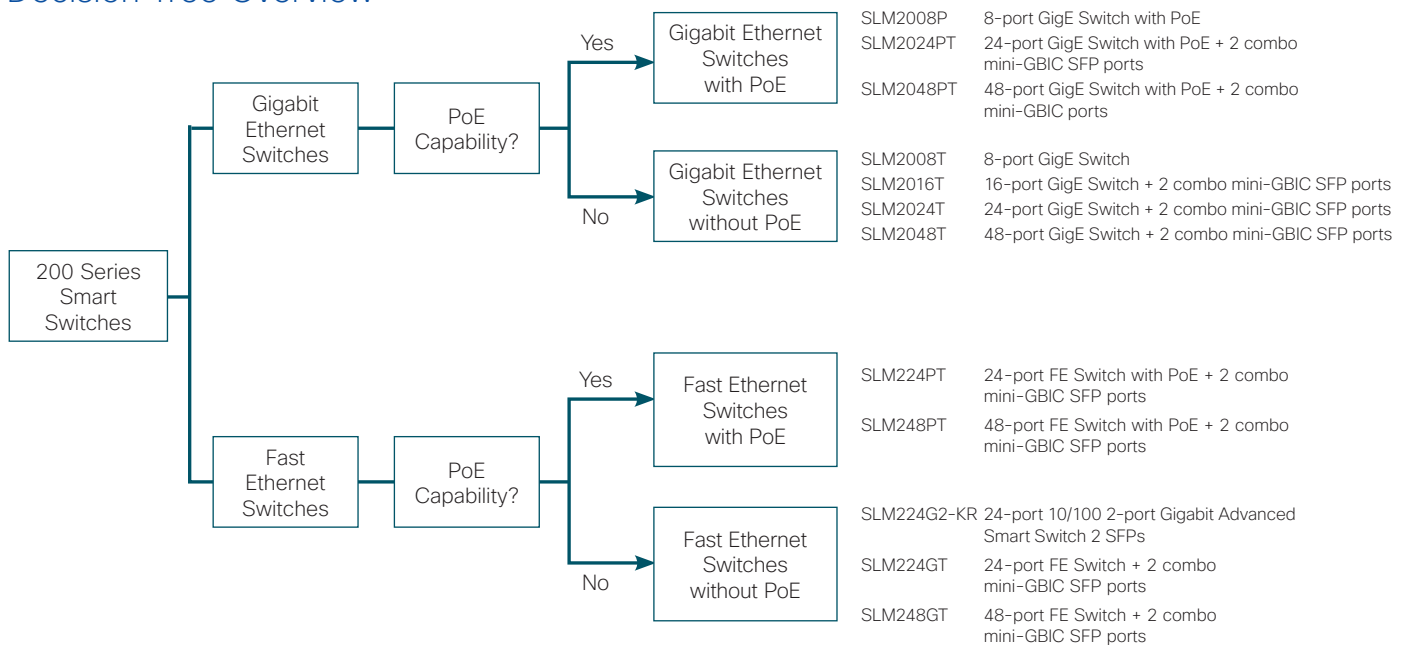 Decision Tree Overview
200 Series
Smart
Switches
Gigabit
Ethernet
Switches
PoE
Capability?
Yes
Gigabit Ethernet
Switches
with PoE
SLM2008P 8-port GigE Switch with PoE
SLM2024PT 24-port GigE Switch with PoE + 2 combo
mini-GBIC SFP ports
SLM2048PT 48-port GigE Switch with PoE + 2 combo
mini-GBIC ports
No
Gigabit Ethernet
Switches
without PoE
SLM2008T 8-port GigE Switch
SLM2016T 16-port GigE Switch + 2 combo mini-GBIC SFP ports
SLM2024T 24-port GigE Switch + 2 combo mini-GBIC SFP ports
SLM2048T 48-port GigE Switch + 2 combo mini-GBIC SFP ports
Fast
Ethernet
Switches
PoE
Capability?
Yes
Fast Ethernet
Switches
with PoE
SLM224PT 24-port FE Switch with PoE + 2 combo
mini-GBIC SFP ports
SLM248PT 48-port FE Switch with PoE + 2 combo
mini-GBIC SFP ports
No
Fast Ethernet
Switches
without PoE
SLM224G2-KR 24-port 10/100 2-port Gigabit Advanced
Smart Switch 2 SFPs
SLM224GT 24-port FE Switch + 2 combo
mini-GBIC SFP ports
SLM248GT 48-port FE Switch + 2 combo
mini-GBIC SFP ports